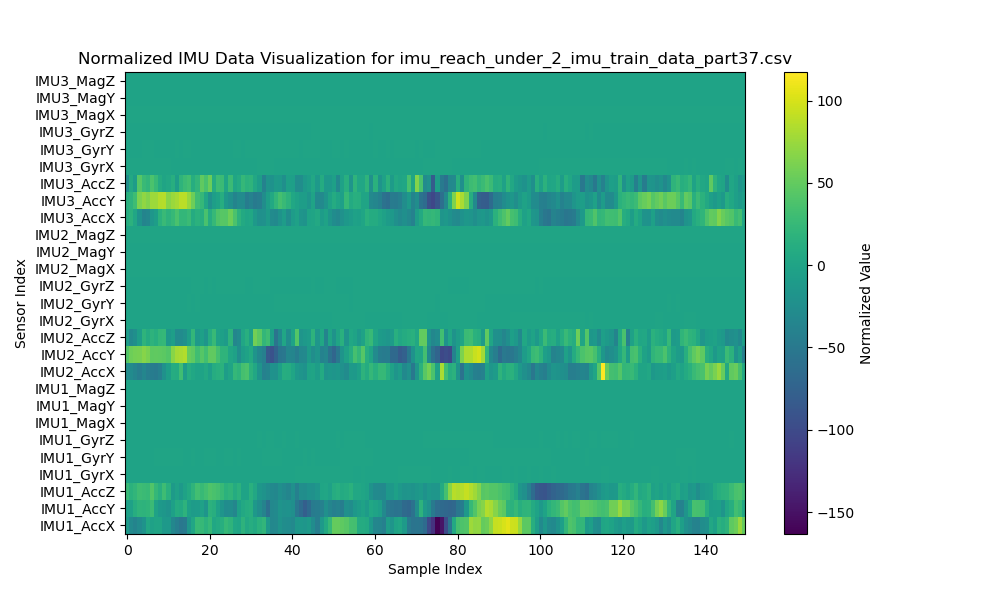 Normalized IMU Data Visualization for imu_reach_under_2_imu_train_data_part37.csv
IMU3_MagZ
IMU3_MagY
IMU3_MagX
IMU3_GyrZ
IMU3_GyrY
IMU3_GyrX
IMU3_AccZ
IMU3_AccY
IMU3_AccX
IMU2_MagZ
IMU2_MagY
IMU2_MagX
IMU2_GyrZ
IMU2_GyrY
IMU2_GyrX
IMU2_AccZ
IMU2_AccY
IMU2_AccX
IMU1_MagZ
IMU1_MagY
IMU1_MagX
IMU1_GyrZ
IMU1_GyrY
IMU1_GyrX
IMU1_AccZ
IMU1_AccY
IMU1_AccX
Sensor Index
0 20 40 60 80 100 120 140
Sample Index
100
50
0
−50
−100
−150
Normalized Value